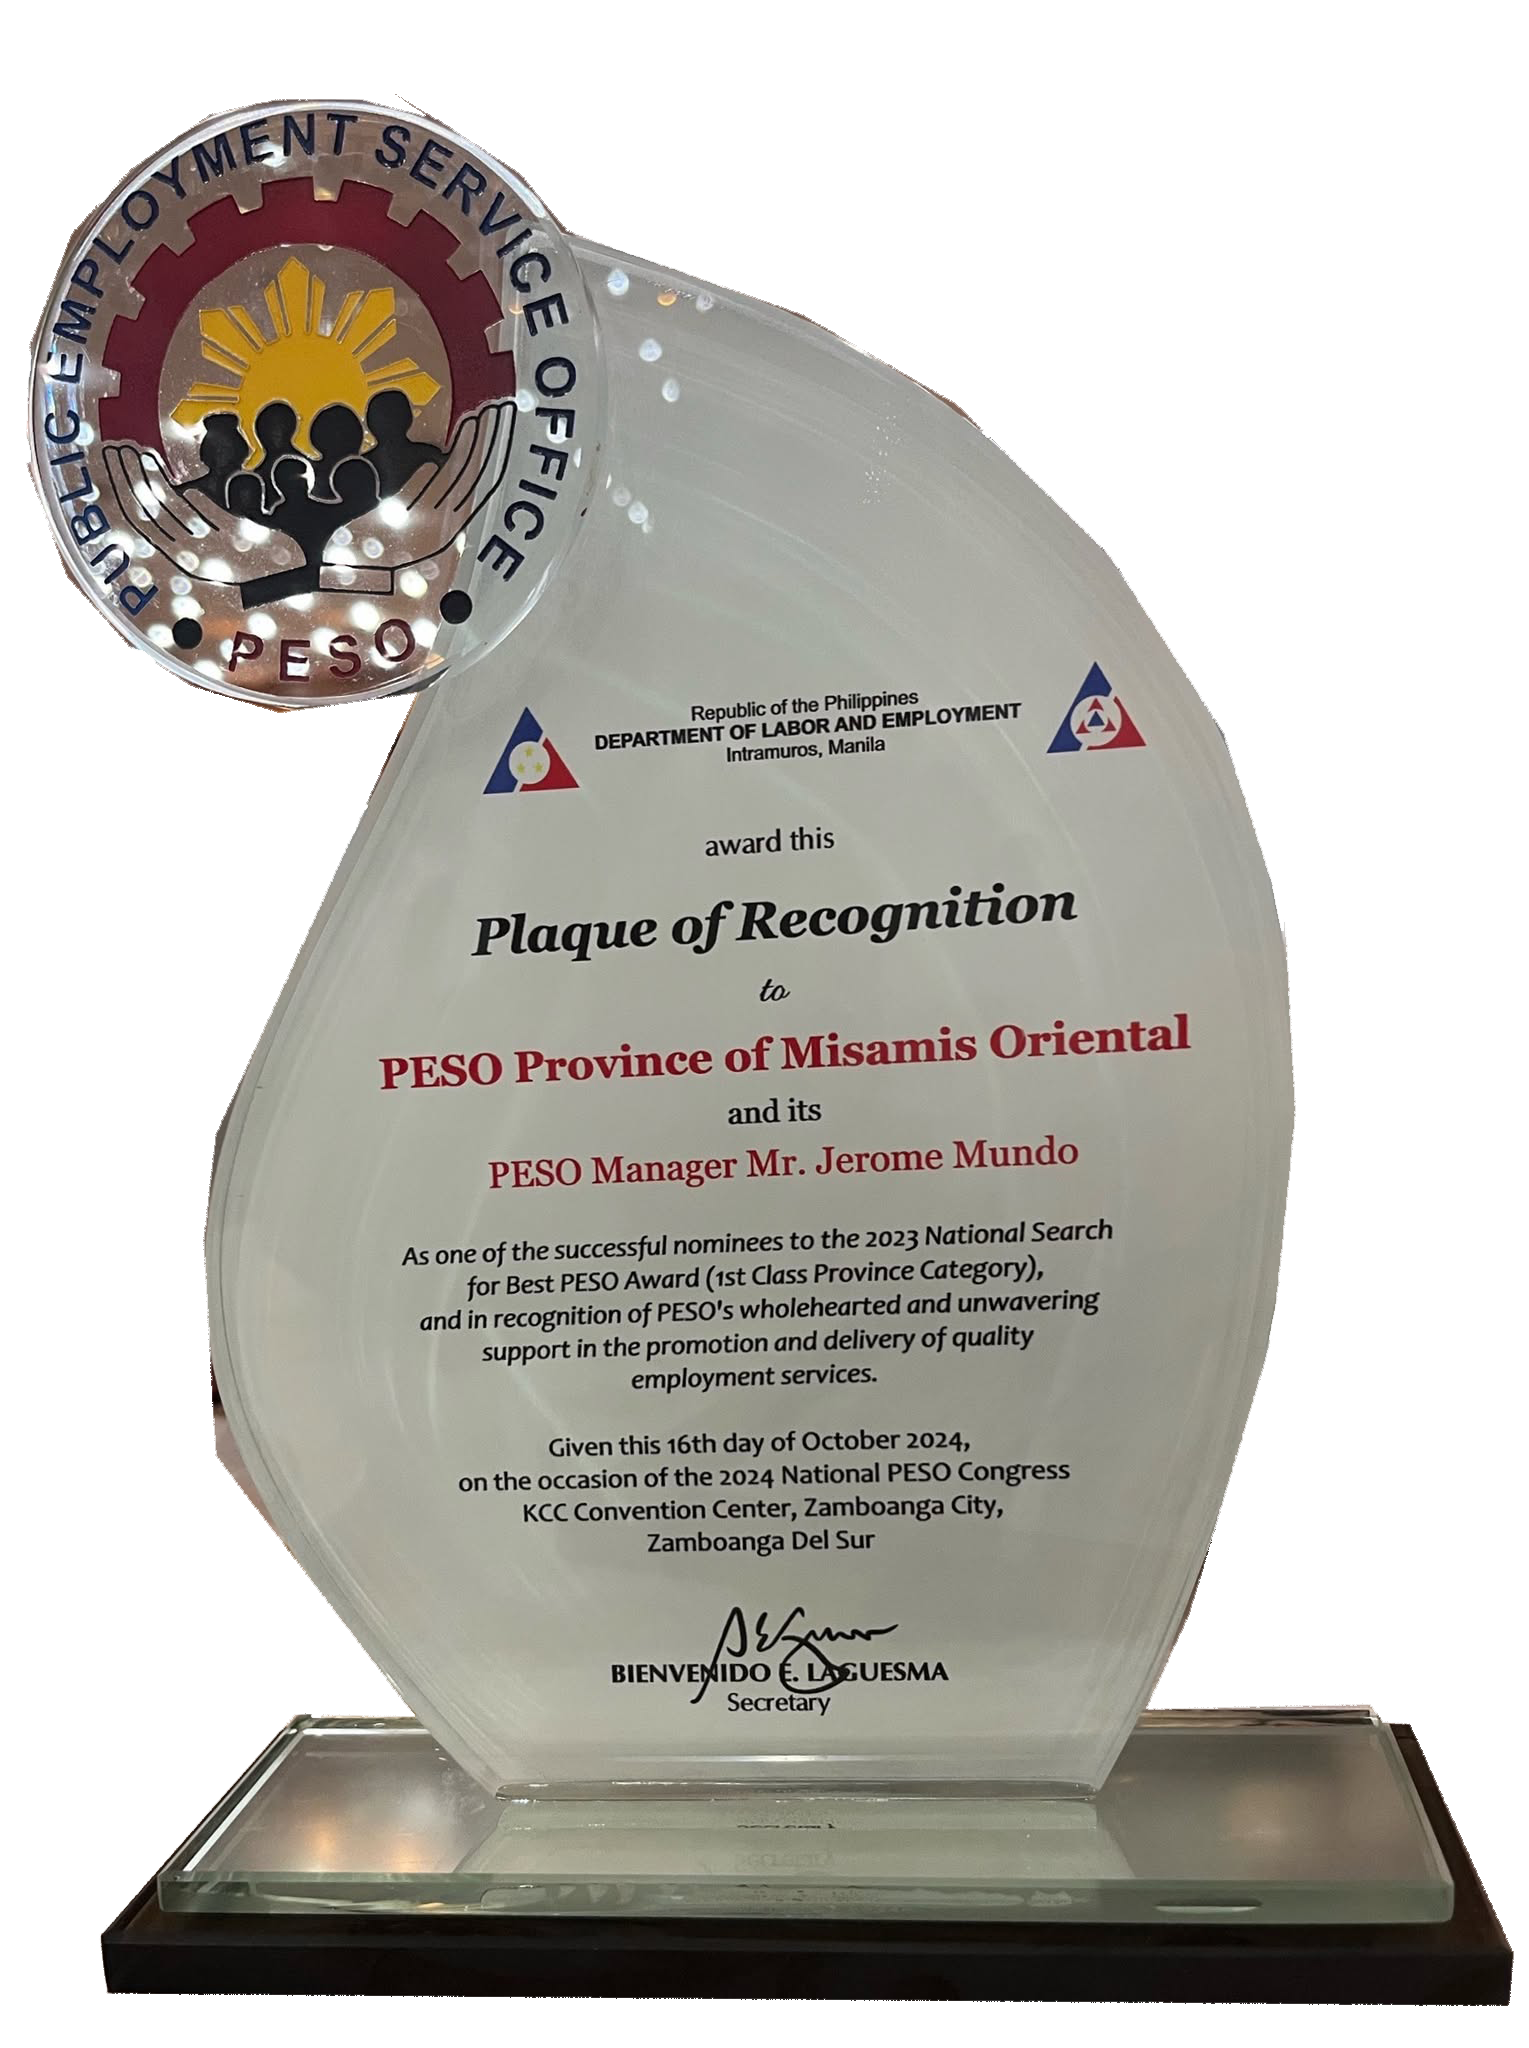 PUBLIC EMPLOYMENT SERVICE OFFICE
PESO
Republic of the Philippines
DEPARTMENT OF LABOR AND EMPLOYMENT
Intramuros, Manila
award this
Plaque of Recognition
to
PESO Province of Misamis Oriental
and its
PESO Manager Mr. Jerome Mundo
As one of the successful nominees to the 2023 National Search
for Best PESO Award (1st Class Province Category),
and in recognition of PESO's wholehearted and unwavering
support in the promotion and delivery of quality
employment services.
Given this 16th day of October 2024,
on the occasion of the 2024 National PESO Congress
KCC Convention Center, Zamboanga City,
Zamboanga Del Sur
BIENVENIDO E. LAGUESMA
Secretary